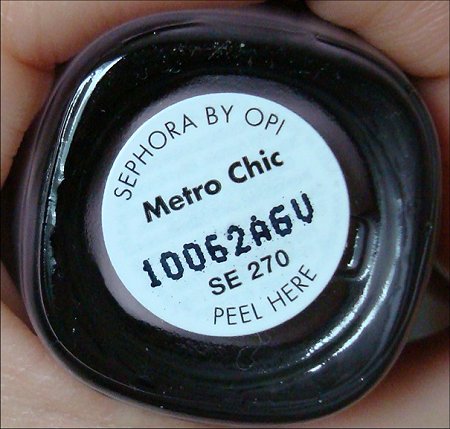 SEPHORA BY OPI
Metro Chic
10062A6U
SE 270
PEEL HERE